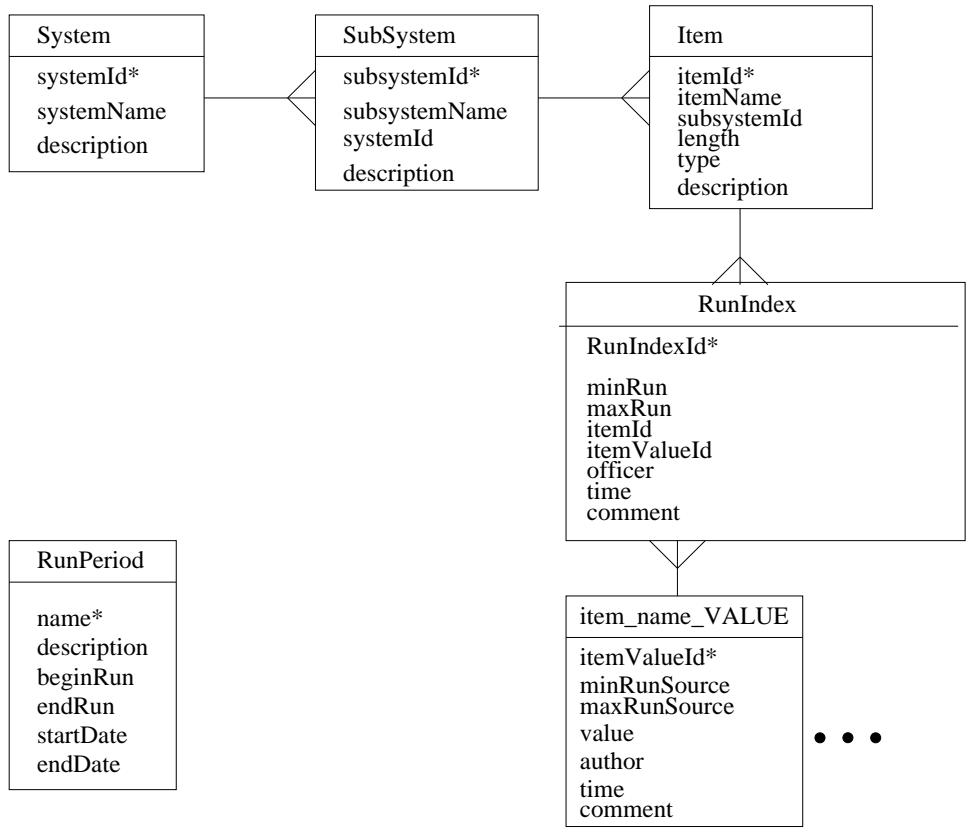 System
systemId*
systemName
description
SubSystem
subsystemId*
subsystemName
systemId
description
Item
itemId*
itemName
subsystemId
length
type
description
RunIndex
RunIndexId*
minRun
maxRun
itemId
itemValueId
officer
time
comment
RunPeriod
name*
description
beginRun
endRun
startDate
endDate
item_name_VALUE
itemValueId*
minRunSource
maxRunSource
value
author
time
comment